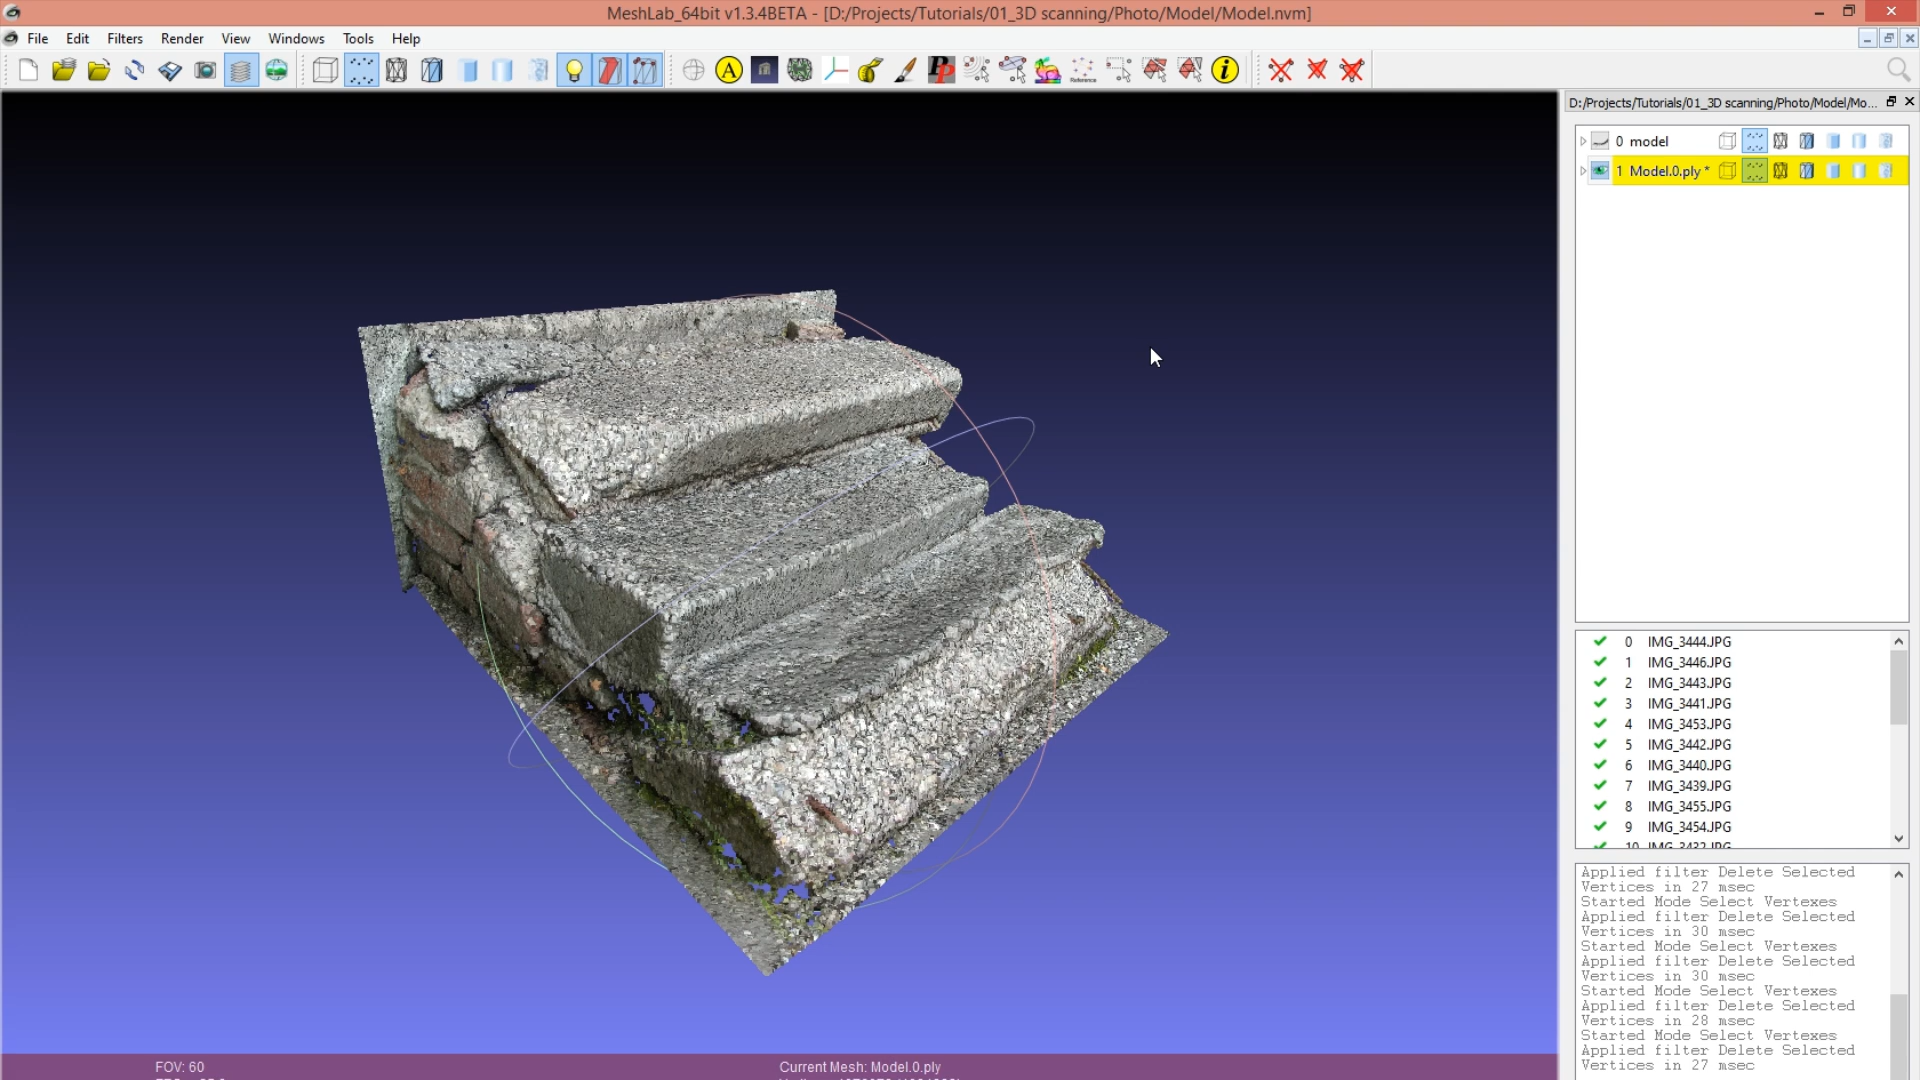 MeshLab_64bit v1.3.4BETA - [D:/Projects/Tutorials/01_3D scanning/Photo/Model/Model.nvm]
File Edit Filters Render View Windows Tools Help
A
PP
Reference
i
D:/Projects/Tutorials/01_3D scanning/Photo/Model/Mo...
0 model
1 Model.0.ply *
0 IMG_3444.JPG
1 IMG_3446.JPG
2 IMG_3443.JPG
3 IMG_3441.JPG
4 IMG_3453.JPG
5 IMG_3442.JPG
6 IMG_3440.JPG
7 IMG_3439.JPG
8 IMG_3455.JPG
9 IMG_3454.JPG
Applied filter Delete Selected
Vertices in 27 msec
Started Mode Select Vertexes
Applied filter Delete Selected
Vertices in 30 msec
Started Mode Select Vertexes
Applied filter Delete Selected
Vertices in 30 msec
Started Mode Select Vertexes
Applied filter Delete Selected
Vertices in 28 msec
Started Mode Select Vertexes
Applied filter Delete Selected
Vertices in 27 msec
FOV: 60
Current Mesh: Model.0.ply